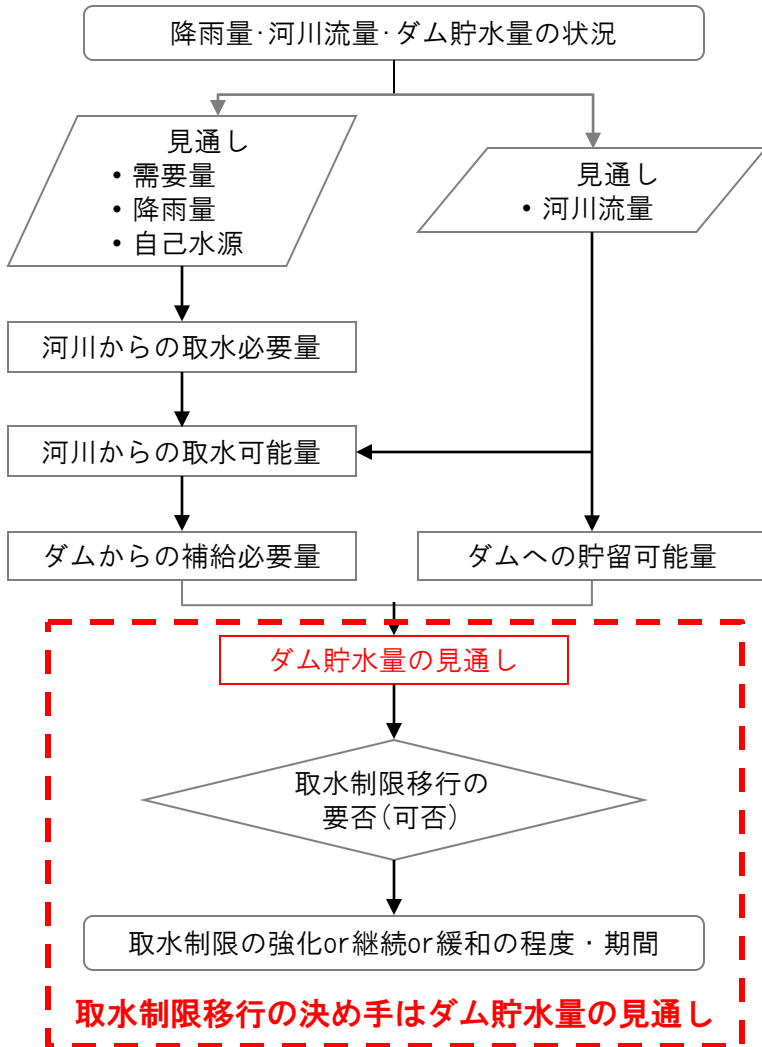 降雨量･河川流量･ダム貯水量の状況
見通し
• 需要量
• 降雨量
• 自己水源
見通し
• 河川流量
河川からの取水必要量
河川からの取水可能量
ダムからの補給必要量
ダムへの貯留可能量
ダム貯水量の見通し
取水制限移行の
要否(可否)
取水制限の強化or継続or緩和の程度・期間
取水制限移行の決め手はダム貯水量の見通し